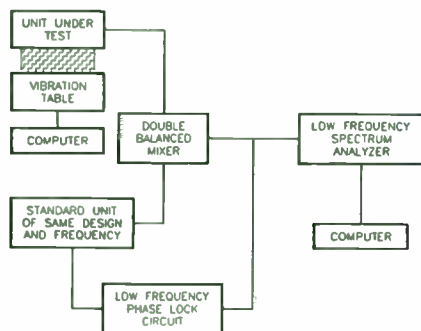 UNIT UNDER
TEST
VIBRATION
TABLE
COMPUTER
DOUBLE
BALANCED
MIXER
LOW FREQUENCY
SPECTRUM
ANALYZER
COMPUTER
STANDARD UNIT
OF SAME DESIGN
AND FREQUENCY
LOW FREQUENCY
PHASE LOCK
CIRCUIT